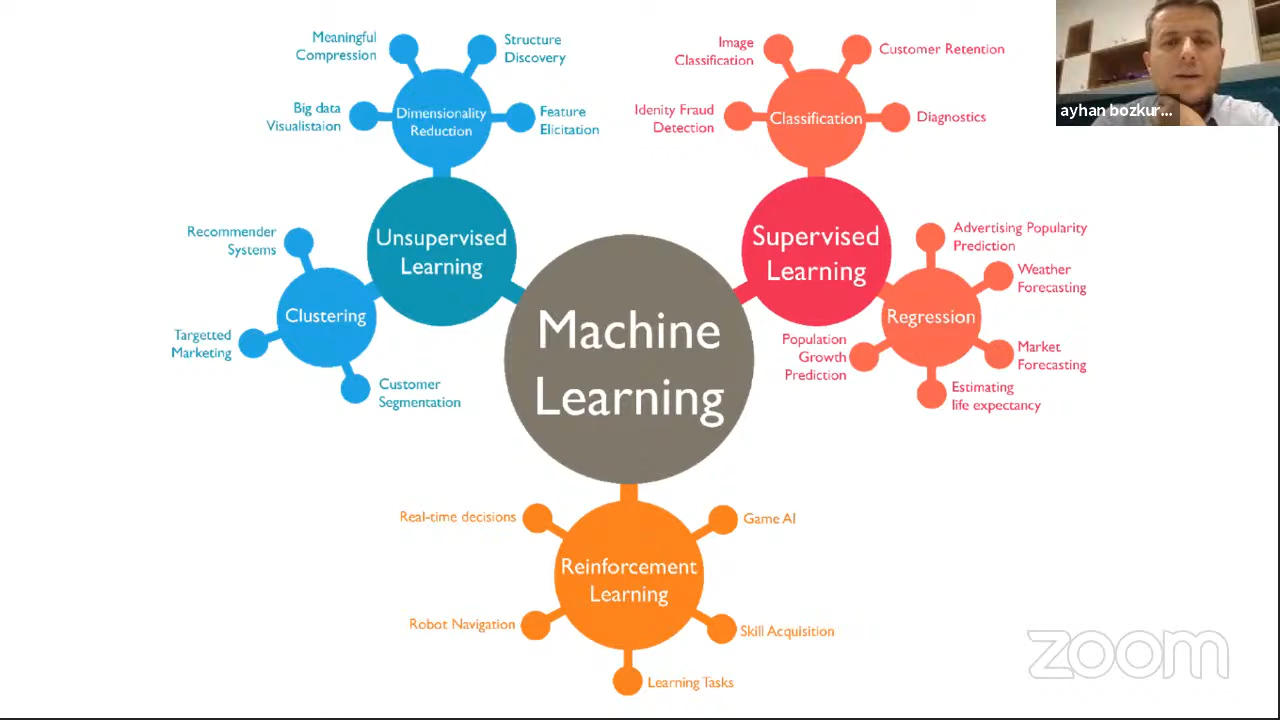 Meaningful
Compression
Structure
Discovery
Big data
Visualistaion
Dimensionality
Reduction
Feature
Elicitation
Image
Classification
Customer Retention
Idenity Fraud
Detection
Classification
Diagnostics
ayhan bozkur...
Recommender
Systems
Unsupervised
Learning
Clustering
Targetted
Marketing
Customer
Segmentation
Machine
Learning
Supervised
Learning
Advertising Popularity
Prediction
Weather
Forecasting
Regression
Population
Growth
Prediction
Market
Forecasting
Estimating
life expectancy
Real-time decisions
Game AI
Reinforcement
Learning
Robot Navigation
Skill Acquisition
Learning Tasks
zoom